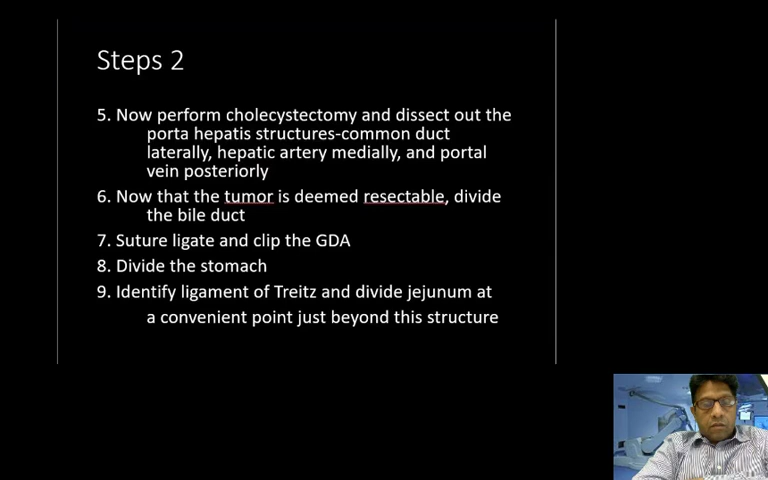 Steps 2
5. Now perform cholecystectomy and dissect out the
porta hepatis structures-common duct
laterally, hepatic artery medially, and portal
vein posteriorly
6. Now that the tumor is deemed resectable, divide
the bile duct
7. Suture ligate and clip the GDA
8. Divide the stomach
9. Identify ligament of Treitz and divide jejunum at
a convenient point just beyond this structure